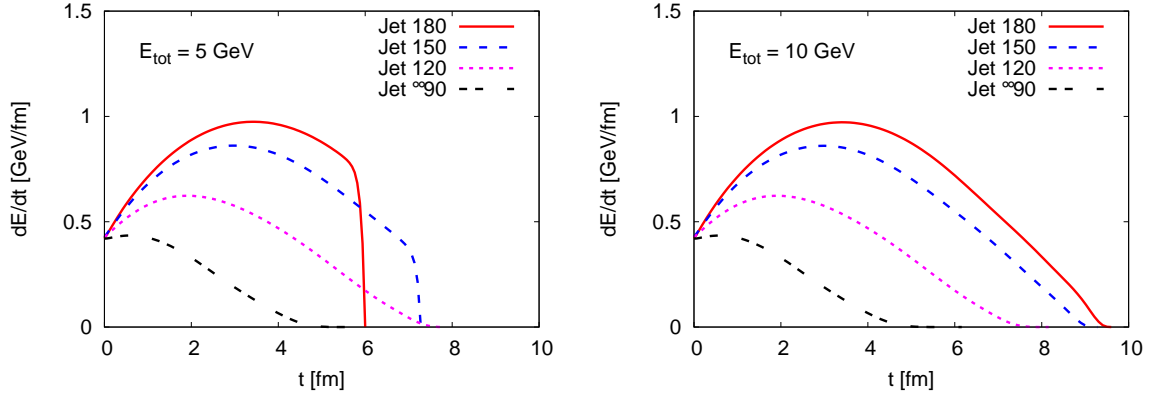 E_tot = 5 GeV
Jet 180
Jet 150
Jet 120
Jet ∞90
dE/dt [GeV/fm]
1.5
1
0.5
0
0 2 4 6 8 10
t [fm]
E_tot = 10 GeV
Jet 180
Jet 150
Jet 120
Jet ∞90
dE/dt [GeV/fm]
1.5
1
0.5
0
0 2 4 6 8 10
t [fm]